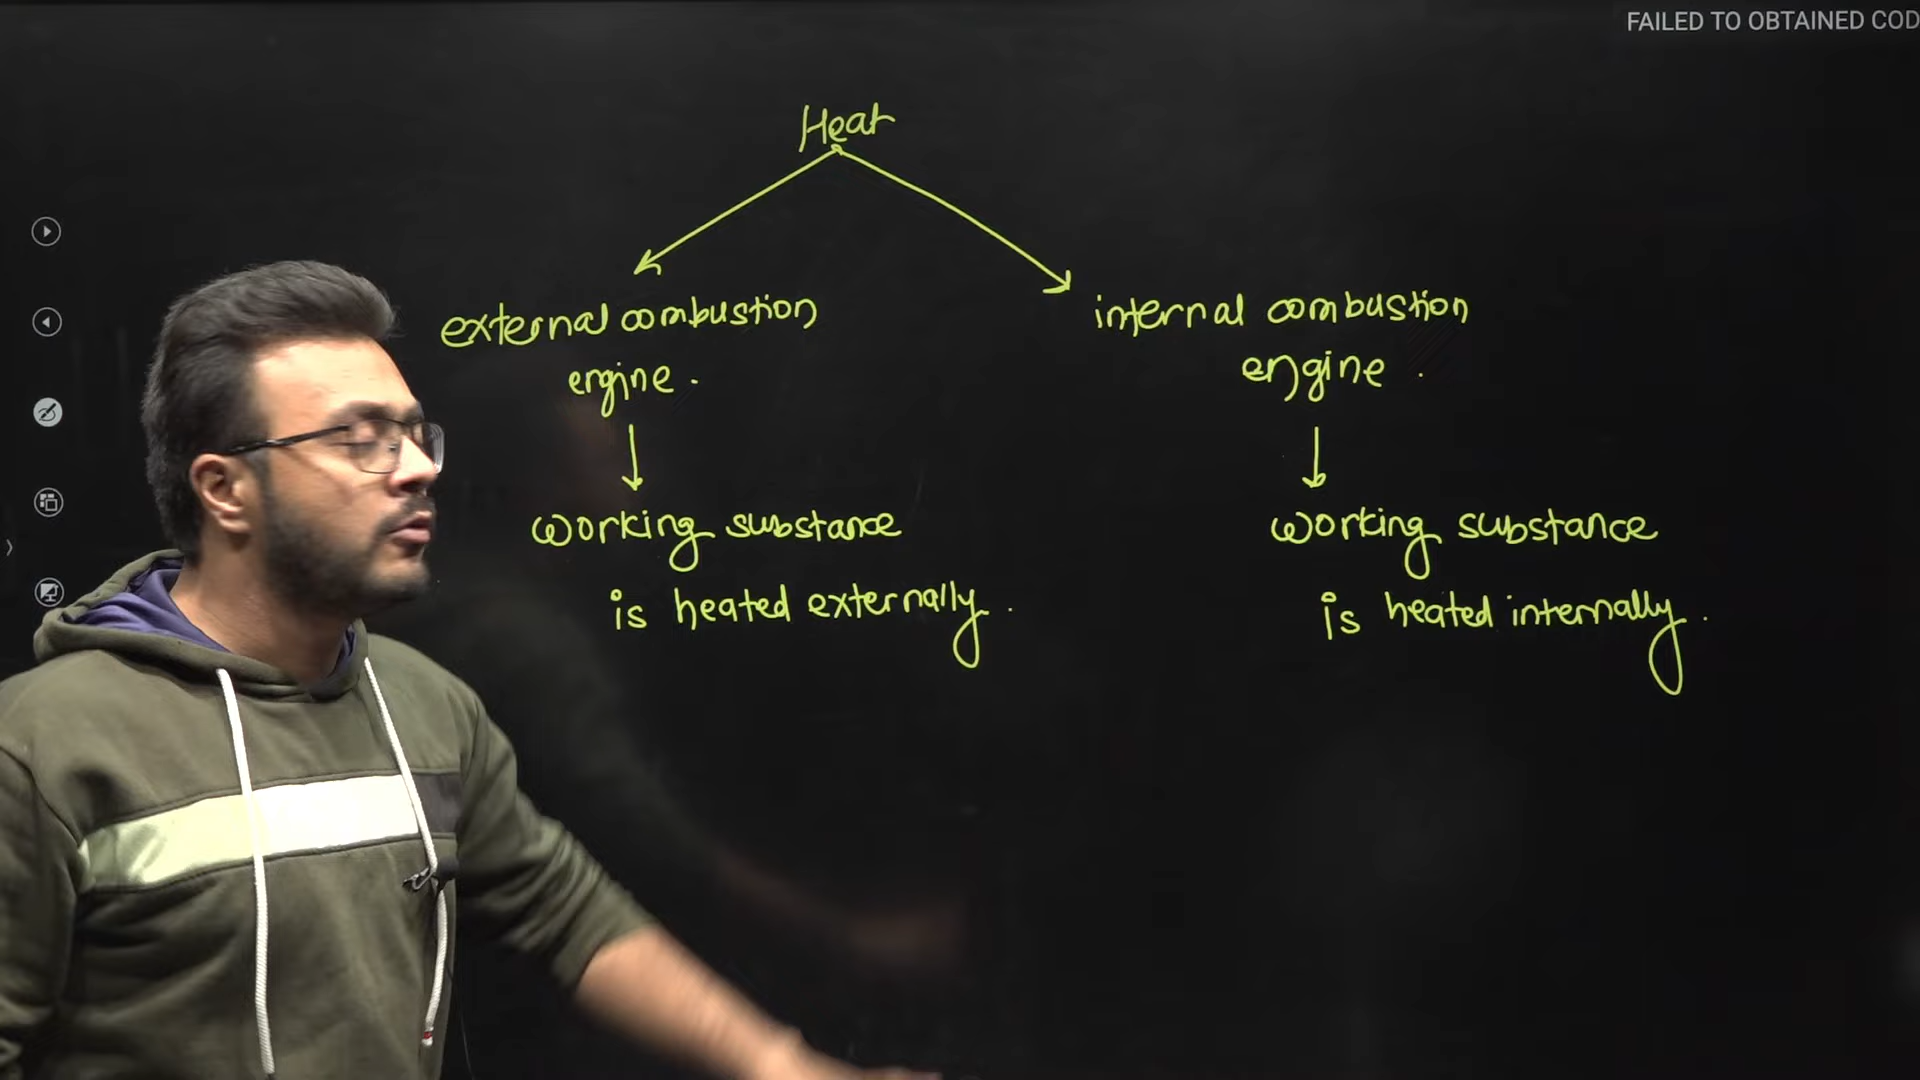 FAILED TO OBTAINED COD
Heat
external combustion
engine.
internal combustion
engine.
working substance
is heated externally.
working substance
is heated internally.